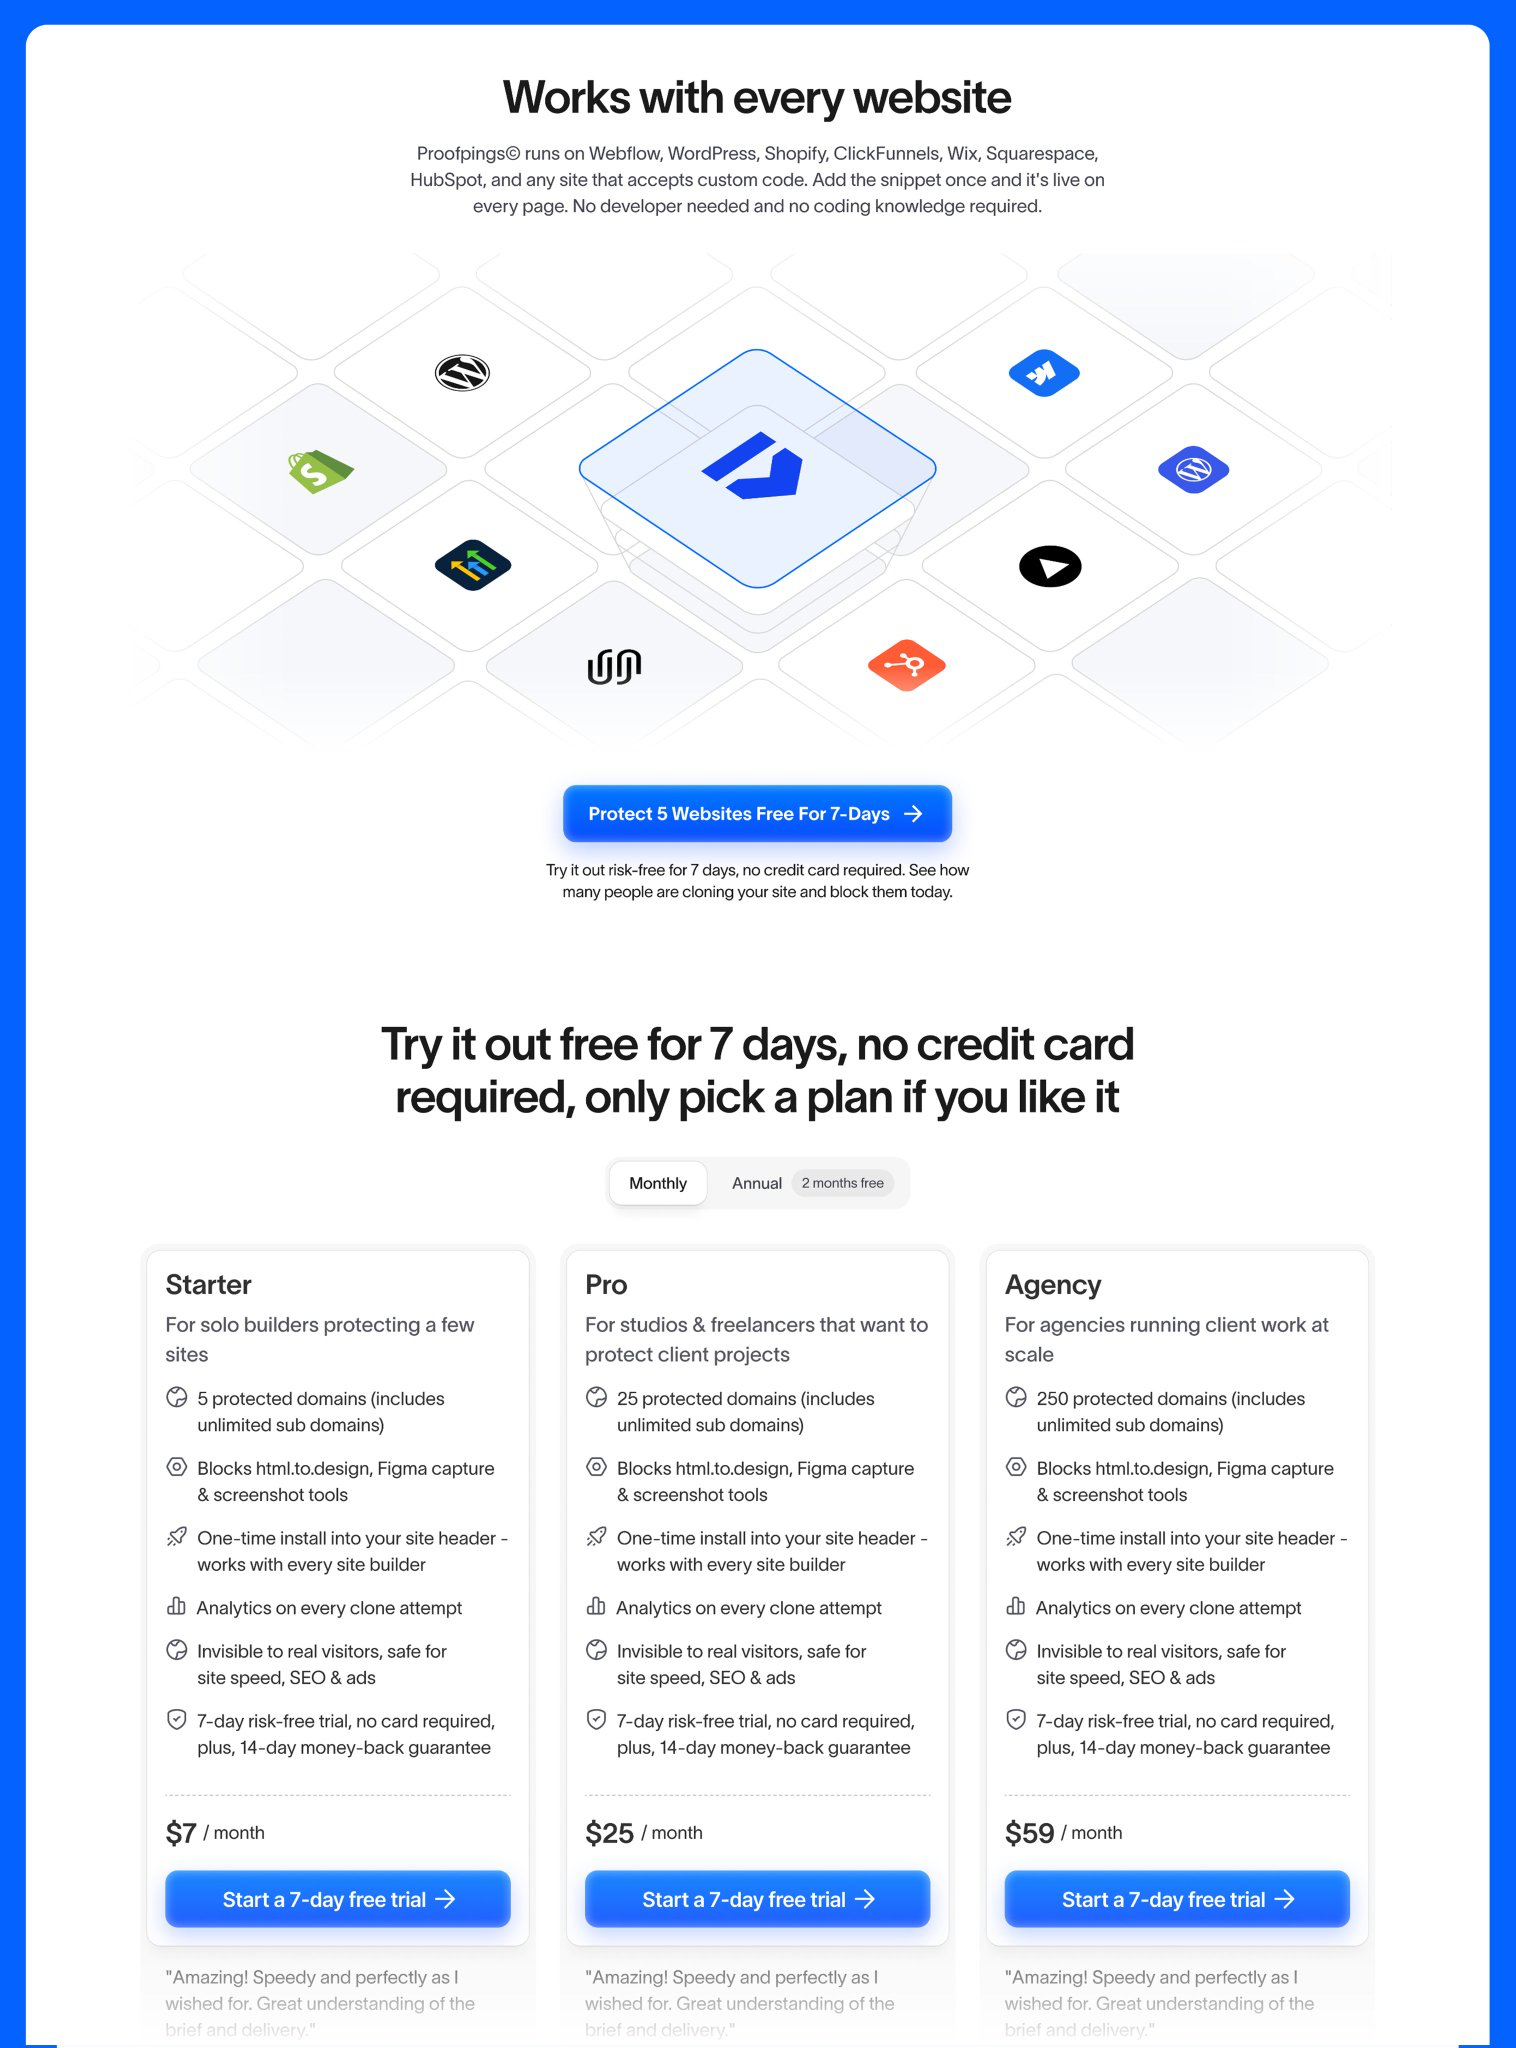 Works with every website
Proofpings© runs on Webflow, WordPress, Shopify, ClickFunnels, Wix, Squarespace,
HubSpot, and any site that accepts custom code. Add the snippet once and it's live on
every page. No developer needed and no coding knowledge required.
Protect 5 Websites Free For 7-Days
Try it out risk-free for 7 days, no credit card required. See how
many people are cloning your site and block them today.
Try it out free for 7 days, no credit card
required, only pick a plan if you like it
Monthly
Annual
2 months free
Starter
For solo builders protecting a few
sites
5 protected domains (includes
unlimited sub domains)
Blocks html.to.design, Figma capture
& screenshot tools
One-time install into your site header -
works with every site builder
Analytics on every clone attempt
Invisible to real visitors, safe for
site speed, SEO & ads
7-day risk-free trial, no card required,
plus, 14-day money-back guarantee
$7 / month
Start a 7-day free trial
"Amazing! Speedy and perfectly as I
wished for. Great understanding of the
brief and delivery."
Pro
For studios & freelancers that want to
protect client projects
25 protected domains (includes
unlimited sub domains)
Blocks html.to.design, Figma capture
& screenshot tools
One-time install into your site header -
works with every site builder
Analytics on every clone attempt
Invisible to real visitors, safe for
site speed, SEO & ads
7-day risk-free trial, no card required,
plus, 14-day money-back guarantee
$25 / month
Start a 7-day free trial
"Amazing! Speedy and perfectly as I
wished for. Great understanding of the
brief and delivery."
Agency
For agencies running client work at
scale
250 protected domains (includes
unlimited sub domains)
Blocks html.to.design, Figma capture
& screenshot tools
One-time install into your site header -
works with every site builder
Analytics on every clone attempt
Invisible to real visitors, safe for
site speed, SEO & ads
7-day risk-free trial, no card required,
plus, 14-day money-back guarantee
$59 / month
Start a 7-day free trial
"Amazing! Speedy and perfectly as I
wished for. Great understanding of the
brief and delivery."